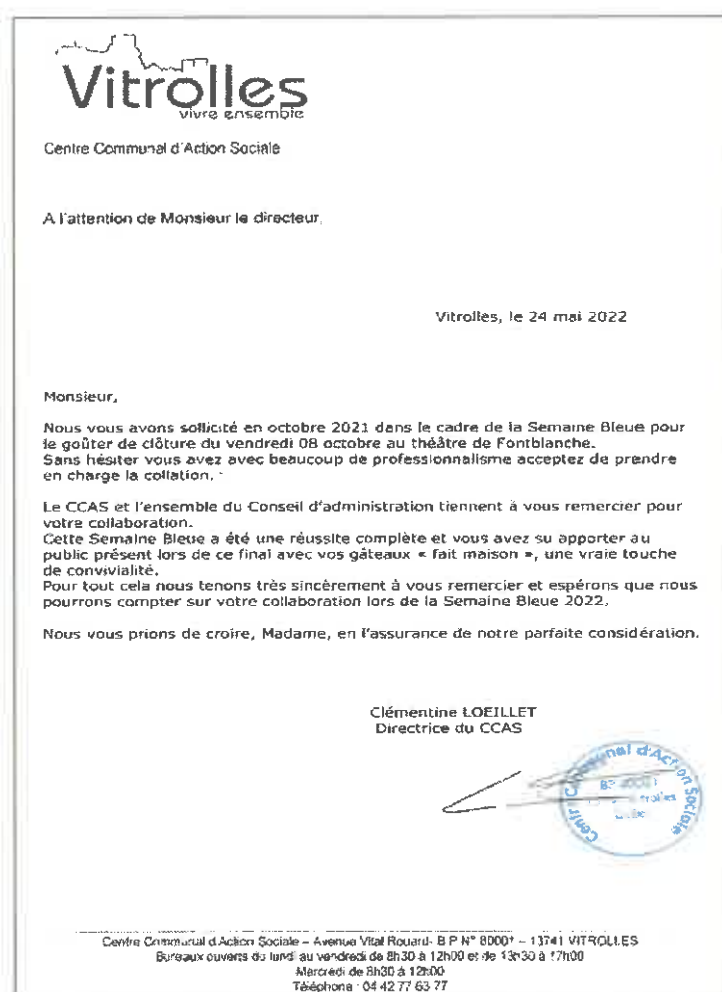 Vitrolles
vivre ensemble
Centre Communal d'Action Sociale
A l'attention de Monsieur le directeur,
Vitrolles, le 24 mai 2022
Monsieur,
Nous vous avons sollicité en octobre 2021 dans le cadre de la Semaine Bleue pour
le goûter de clôture du vendredi 08 octobre au théâtre de Fontblanche.
Sans hésiter vous avez avec beaucoup de professionnalisme acceptez de prendre
en charge la collation.
Le CCAS et l'ensemble du Conseil d'administration tiennent à vous remercier pour
votre collaboration.
Cette Semaine Bleue a été une réussite complète et vous avez su apporter au
public présent lors de ce final avec vos gâteaux « fait maison », une vraie touche
de convivialité.
Pour tout cela nous tenons très sincèrement à vous remercier et espérons que nous
pourrons compter sur votre collaboration lors de la Semaine Bleue 2022.
Nous vous prions de croire, Madame, en l'assurance de notre parfaite considération.
Clémentine LOEILLET
Directrice du CCAS
Centre Communal d'Action Sociale
BP
Centre Communal d'Action Sociale – Avenue Vital Rouard- B P N° 80001 – 13741 VITROLLES
Bureaux ouverts du lundi au vendredi de 8h30 à 12h00 et de 13h30 à 17h00
Mercredi de 8h30 à 12h00
Téléphone : 04 42 77 63 77